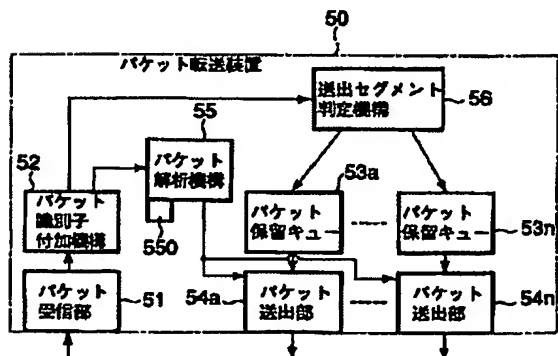 50
パケット転送装置
送出セグメント
判定機構
56
55
パケット
解析機構
550
52
パケット
識別子
付加機構
53a
パケット
保留キュー
パケット
保留キュー
53n
パケット
受信部
51
54a
パケット
送出部
パケット
送出部
54n